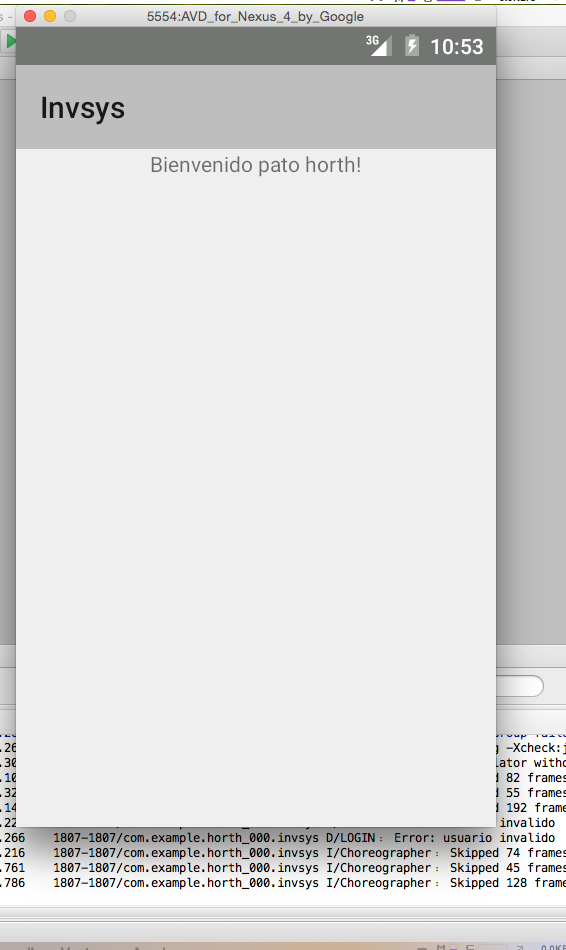 5554:AVD_for_Nexus_4_by_Google
3G 10:53
Invsys
Bienvenido pato horth!
-Xcheck:j
lator witho
.10 d 82 frames
.32 d 55 frames
.14 192 frames
.22 invalido
.266 1807-1807/com.example.horth_000.invsys D/LOGIN﹕ Error: usuario invalido
.216 1807-1807/com.example.horth_000.invsys I/Choreographer﹕ Skipped 74 frames
.761 1807-1807/com.example.horth_000.invsys I/Choreographer﹕ Skipped 45 frames
.786 1807-1807/com.example.horth_000.invsys I/Choreographer﹕ Skipped 128 frame